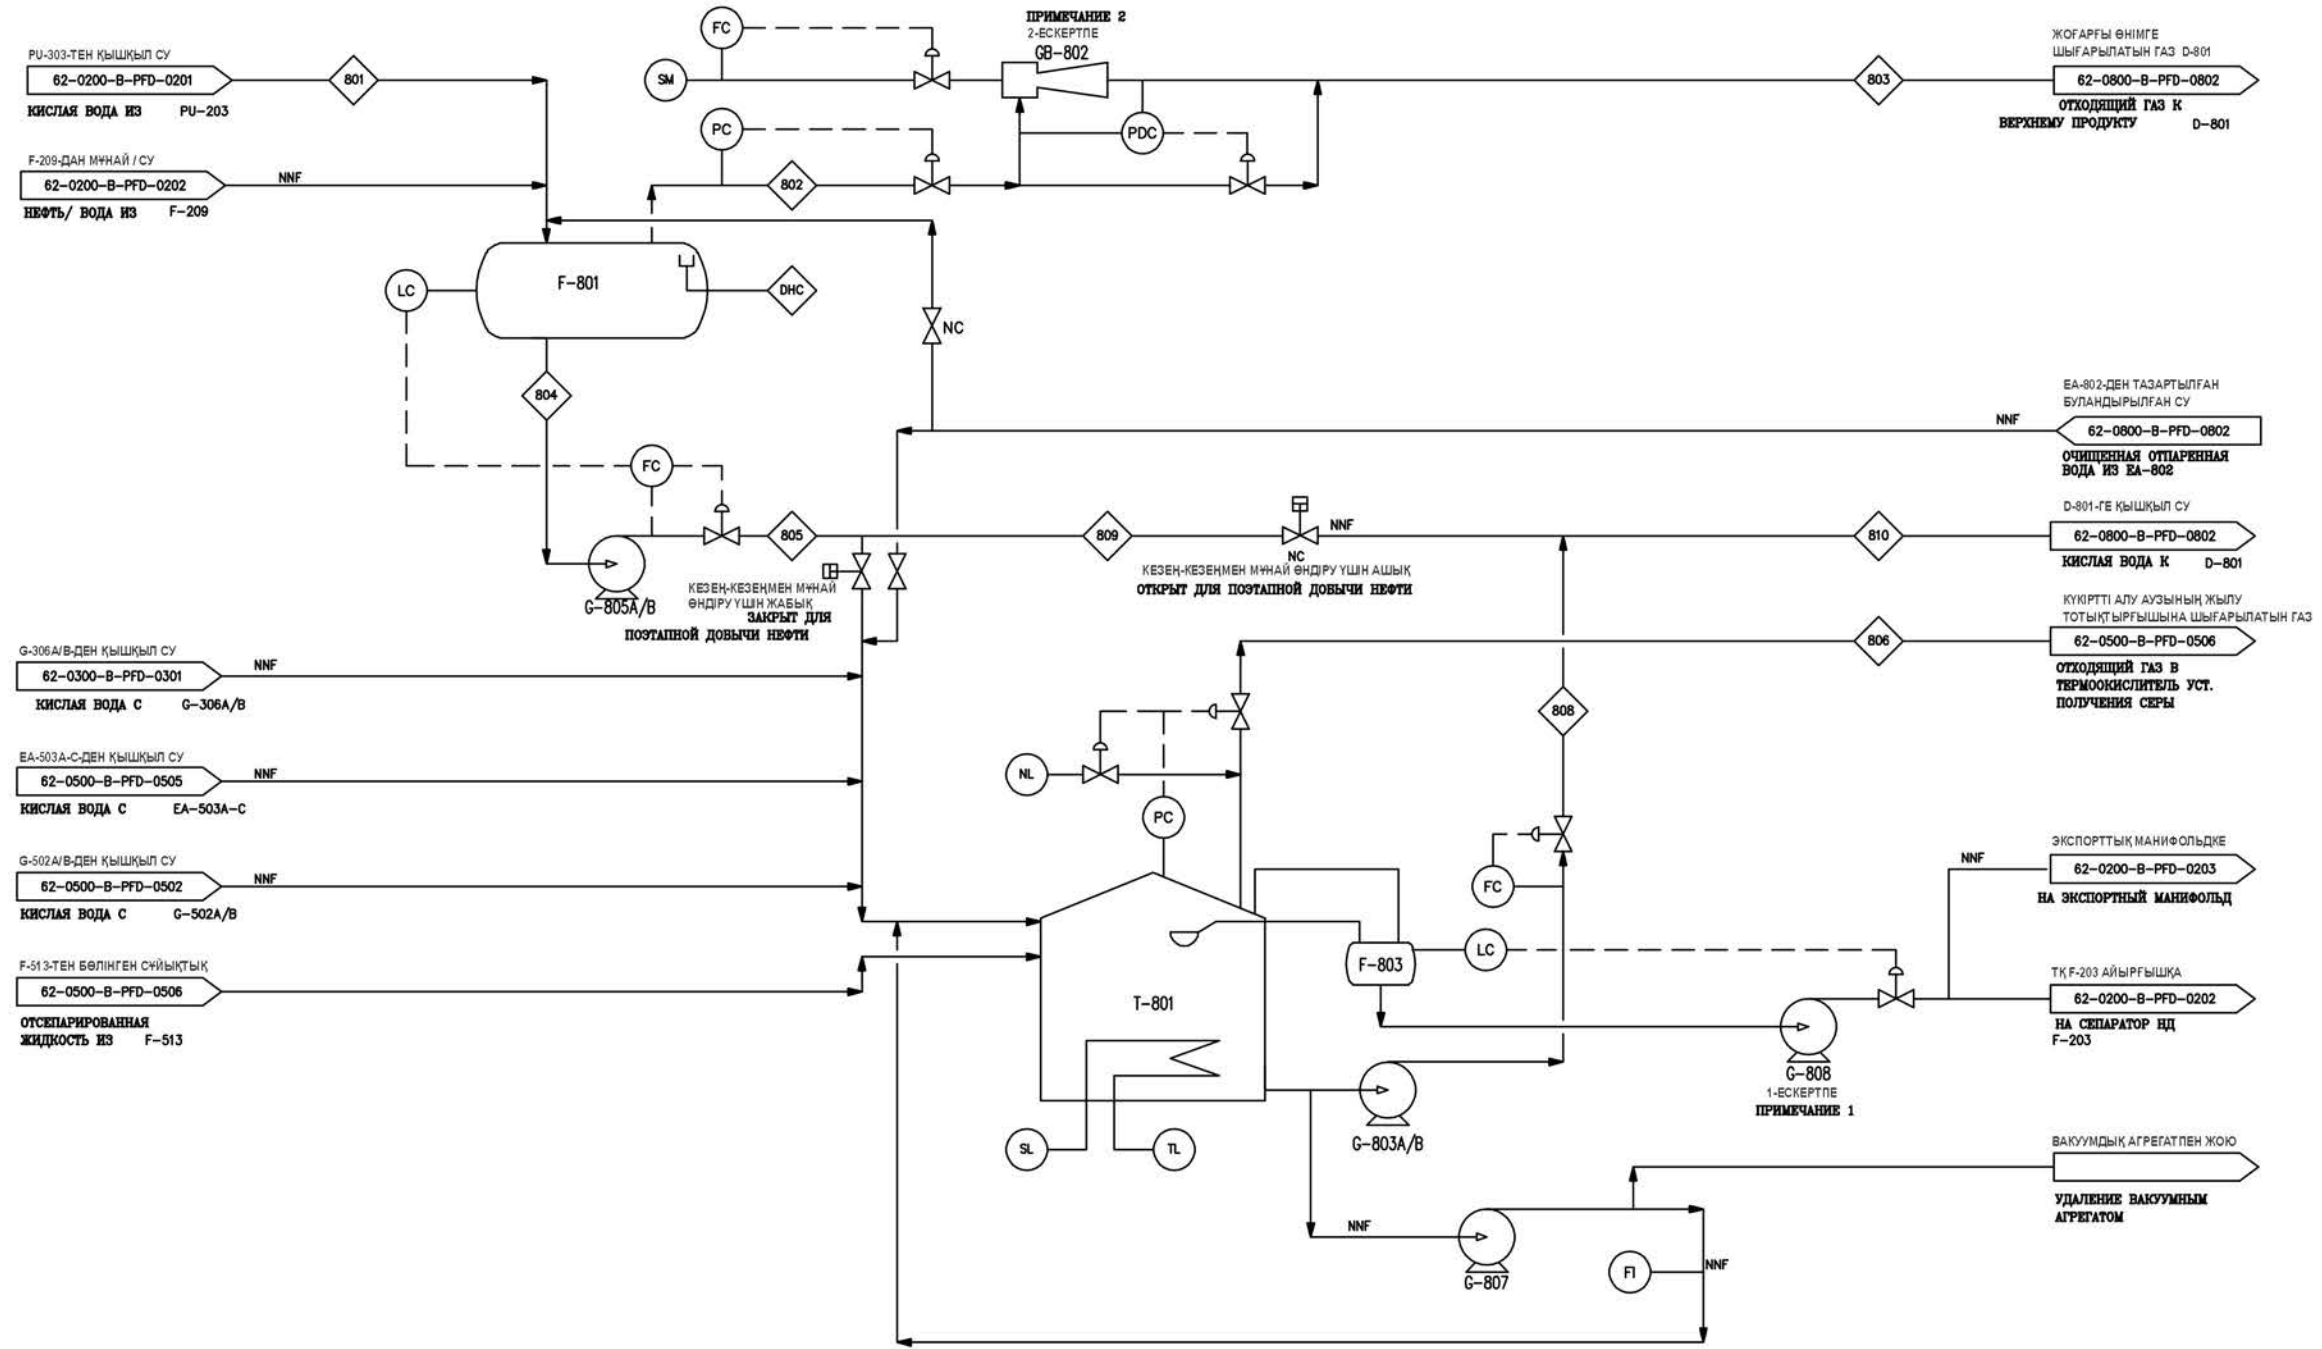 PU-303-ТЕН ҚЫШҚЫЛ СУ
62-0200-B-PFD-0201
КИСЛАЯ ВОДА ИЗ PU-203
801
F-209-ДАН МҰНАЙ / СУ
62-0200-B-PFD-0202
НЕФТЬ/ ВОДА ИЗ F-209
NNF
FC
SM
PC
802
ПРИМЕЧАНИЕ 2
2-ЕСКЕРТПЕ
GB-802
PDC
803
ЖОҒАРҒЫ ӨНІМГЕ
ШЫҒАРЫЛАТЫН ГАЗ D-801
62-0800-B-PFD-0802
ОТХОДЯЩИЙ ГАЗ К
ВЕРХНЕМУ ПРОДУКТУ D-801
LC
F-801
DHC
NC
804
FC
ЕА-802-ДЕН ТАЗАРТЫЛҒАН
БУЛАНДЫРЫЛҒАН СУ
NNF
62-0800-B-PFD-0802
ОЧИЩЕННАЯ ОТПАРЕННАЯ
ВОДА ИЗ ЕА-802
805
809
NNF
NC
КЕЗЕҢ-КЕЗЕҢМЕН МҰНАЙ ӨНДІРУ ҮШІН АШЫҚ
ОТКРЫТ ДЛЯ ПОЭТАПНОЙ ДОБЫЧИ НЕФТИ
810
D-801-ГЕ ҚЫШҚЫЛ СУ
62-0800-B-PFD-0802
КИСЛАЯ ВОДА К D-801
G-805A/B
КЕЗЕҢ-КЕЗЕҢМЕН МҰНАЙ
ӨНДІРУ ҮШІН ЖАБЫҚ
ЗАКРЫТ ДЛЯ
ПОЭТАПНОЙ ДОБЫЧИ НЕФТИ
806
КҮКІРТТІ АЛУ АУЗЫНЫҢ ЖЫЛУ
ТОТЫҚТЫРҒЫШЫНА ШЫҒАРЫЛАТЫН ГАЗ
62-0500-B-PFD-0506
ОТХОДЯЩИЙ ГАЗ В
ТЕРМООКИСЛИТЕЛЬ УСТ.
ПОЛУЧЕНИЯ СЕРЫ
G-306A/B-ДЕН ҚЫШҚЫЛ СУ
62-0300-B-PFD-0301
КИСЛАЯ ВОДА С G-306A/B
NNF
808
NL
PC
EA-503A-C-ДЕН ҚЫШҚЫЛ СУ
62-0500-B-PFD-0505
КИСЛАЯ ВОДА С EA-503A-C
NNF
G-502A/B-ДЕН ҚЫШҚЫЛ СУ
62-0500-B-PFD-0502
КИСЛАЯ ВОДА С G-502A/B
NNF
FC
NNF
ЭКСПОРТТЫҚ МАНИФОЛЬДКЕ
62-0200-B-PFD-0203
НА ЭКСПОРТНЫЙ МАНИФОЛЬД
F-513-ТЕН БӨЛІНГЕН СҰЙЫҚТЫҚ
62-0500-B-PFD-0506
ОТСЕПАРИРОВАННАЯ
ЖИДКОСТЬ ИЗ F-513
T-801
F-803
LC
ТҚ F-203 АЙЫРҒЫШҚА
62-0200-B-PFD-0202
НА СЕПАРАТОР НД
F-203
G-808
1-ЕСКЕРТПЕ
ПРИМЕЧАНИЕ 1
SL
TL
G-803A/B
ВАКУУМДЫҚ АГРЕГАТПЕН ЖОЮ
УДАЛЕНИЕ ВАКУУМНЫМ
АГРЕГАТОМ
NNF
G-807
FI
NNF